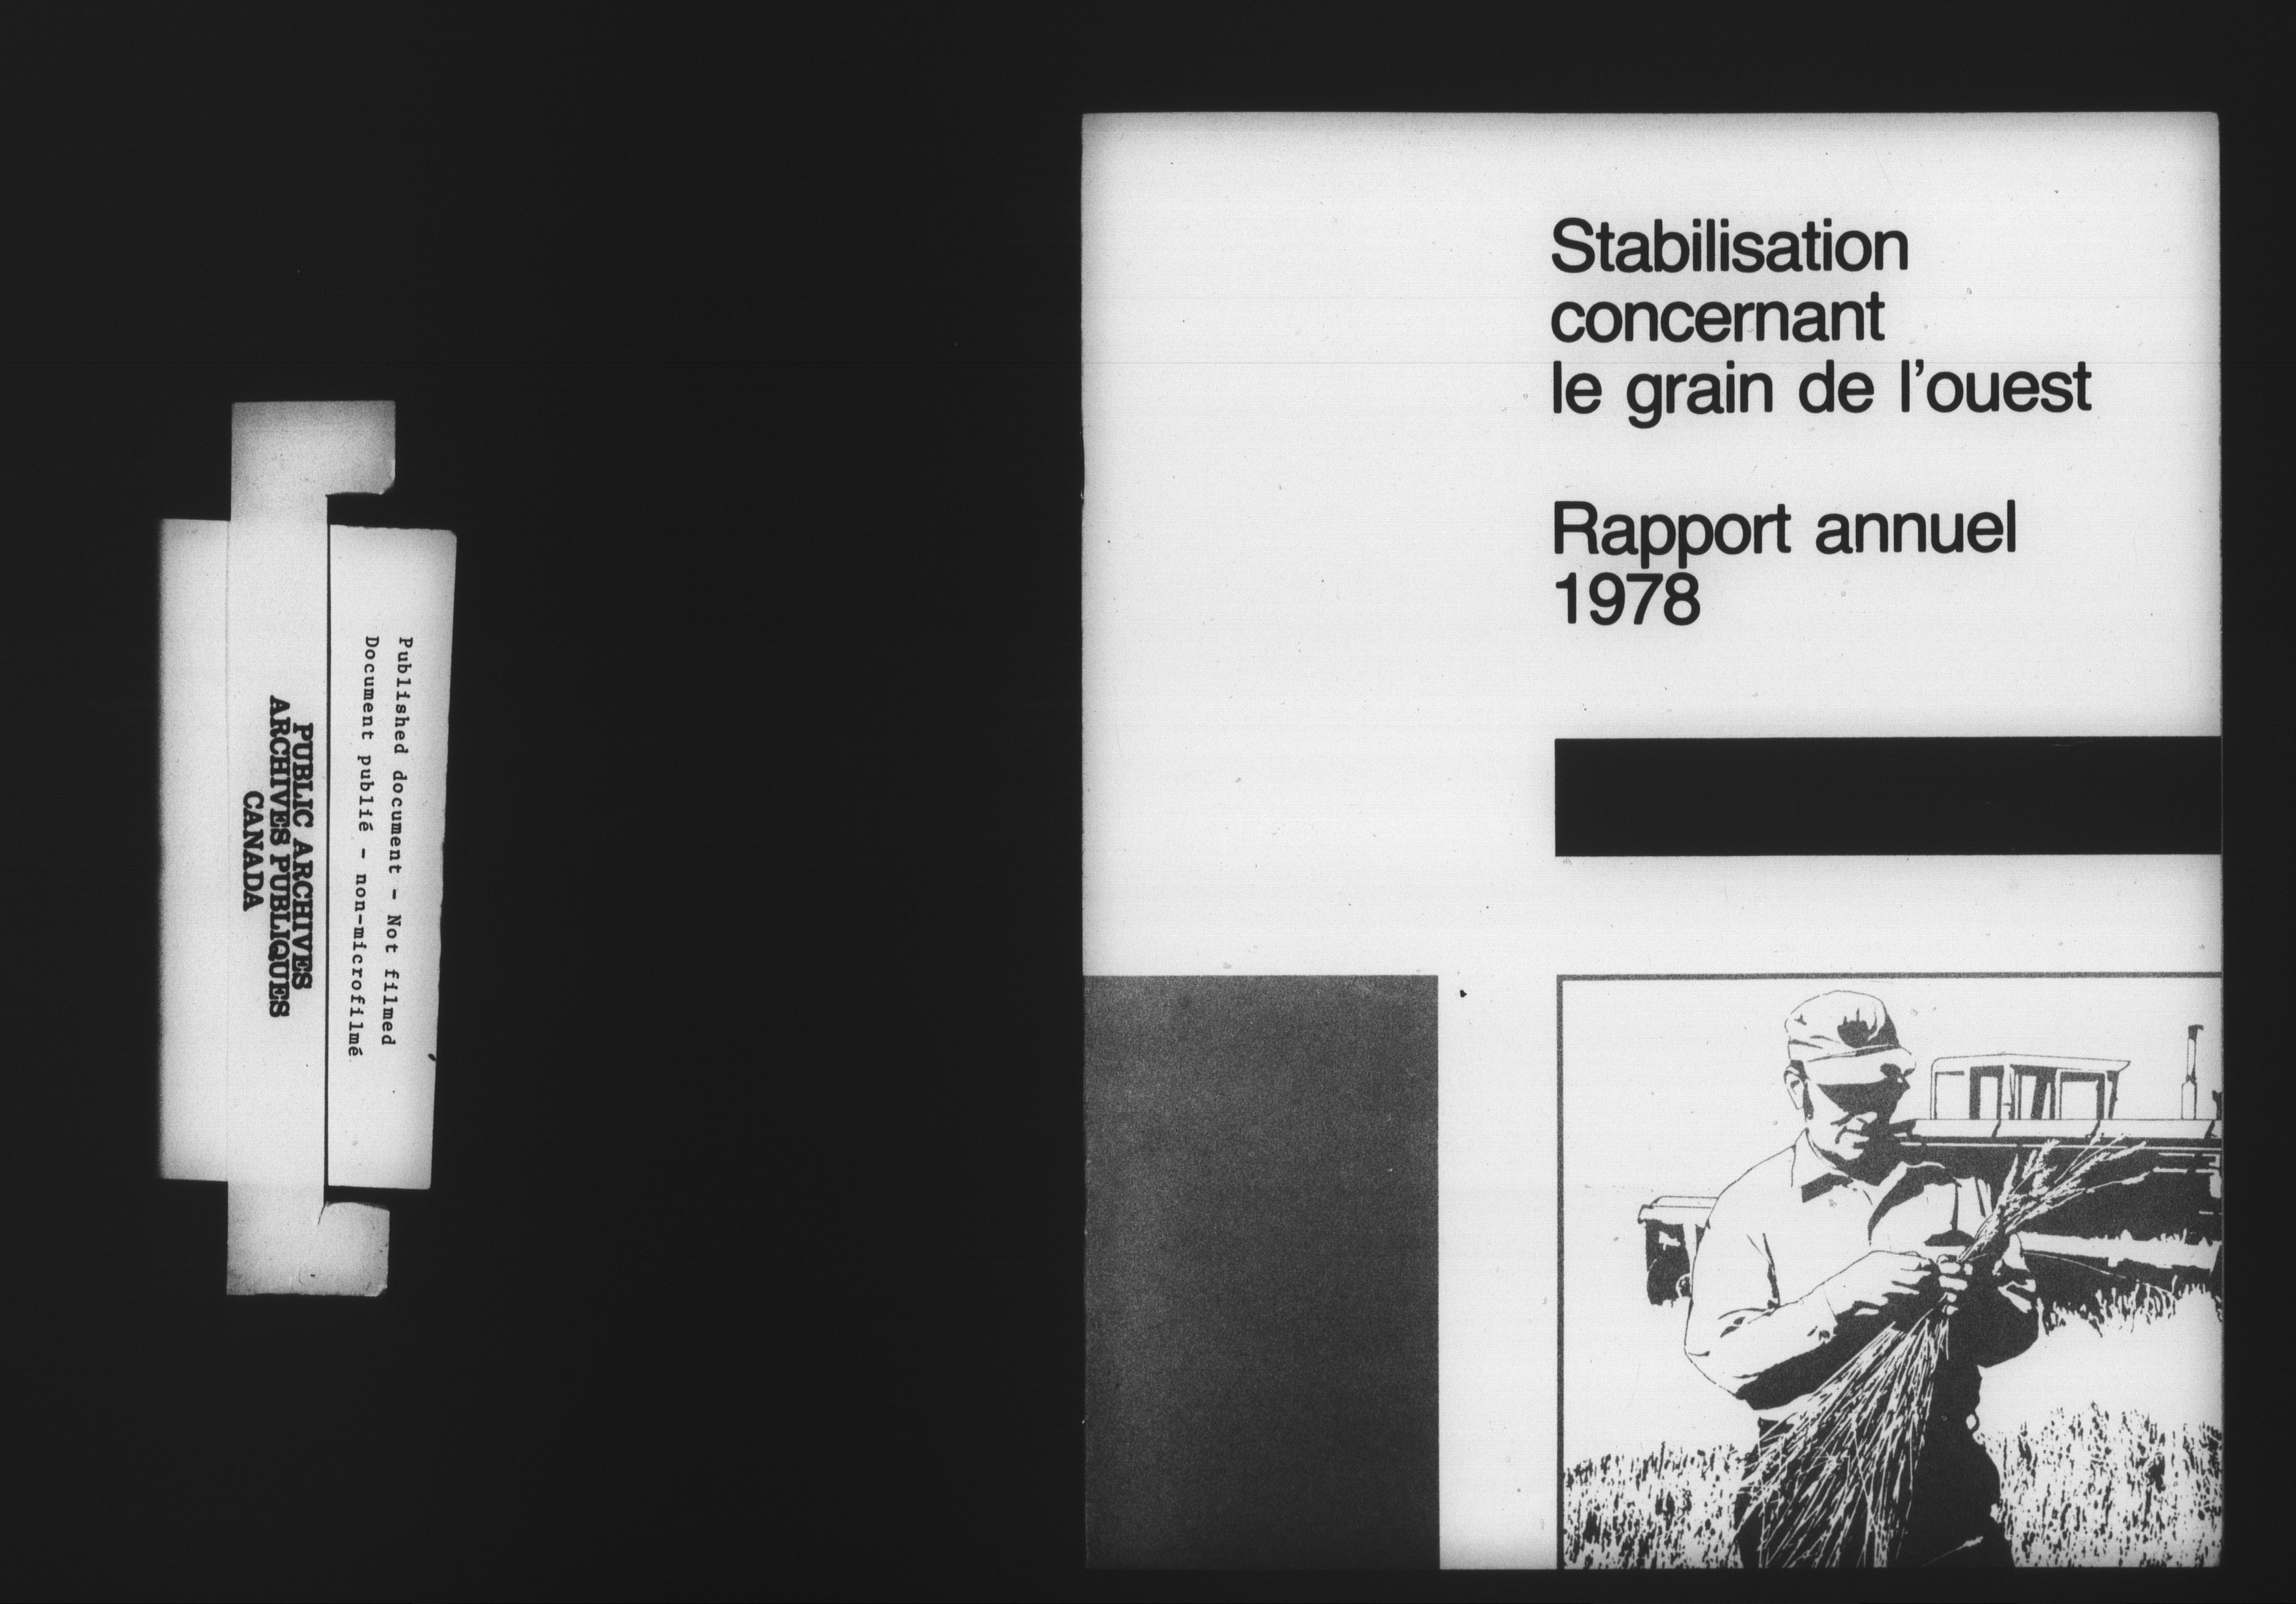 Published document - Not filmed
Document publié - non-microfilmé
PUBLIC ARCHIVES
ARCHIVES PUBLIQUES
CANADA
Stabilisation
concernant
le grain de l'ouest
Rapport annuel
1978